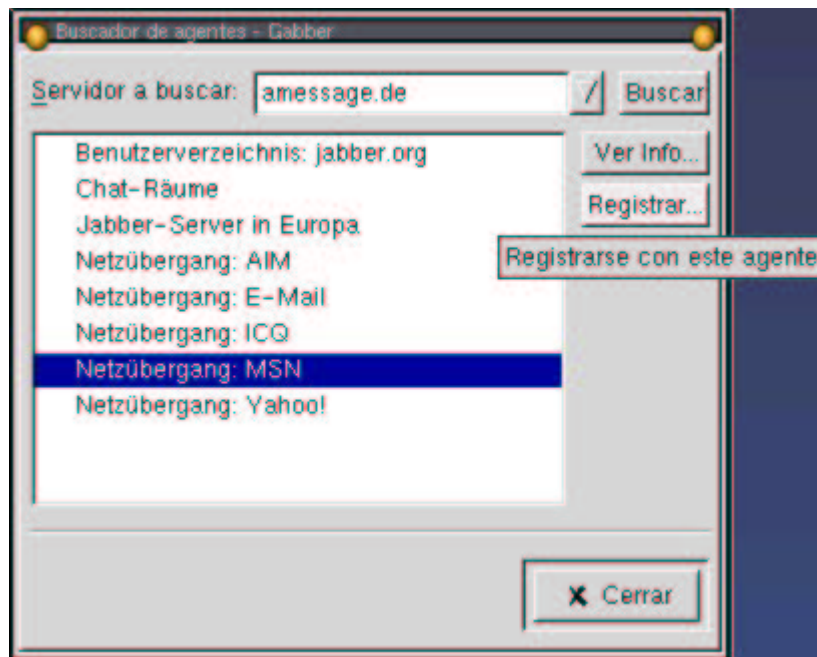 Buscador de agentes - Gabber
Servidor a buscar: amessage.de Buscar
Benutzerverzeichnis: jabber.org
Ver Info...
Chat-Räume
Registrar...
Jabber-Server in Europa
Registrarse con este agente
Netzübergang: AIM
Netzübergang: E-Mail
Netzübergang: ICQ
Netzübergang: MSN
Netzübergang: Yahoo!
Cerrar